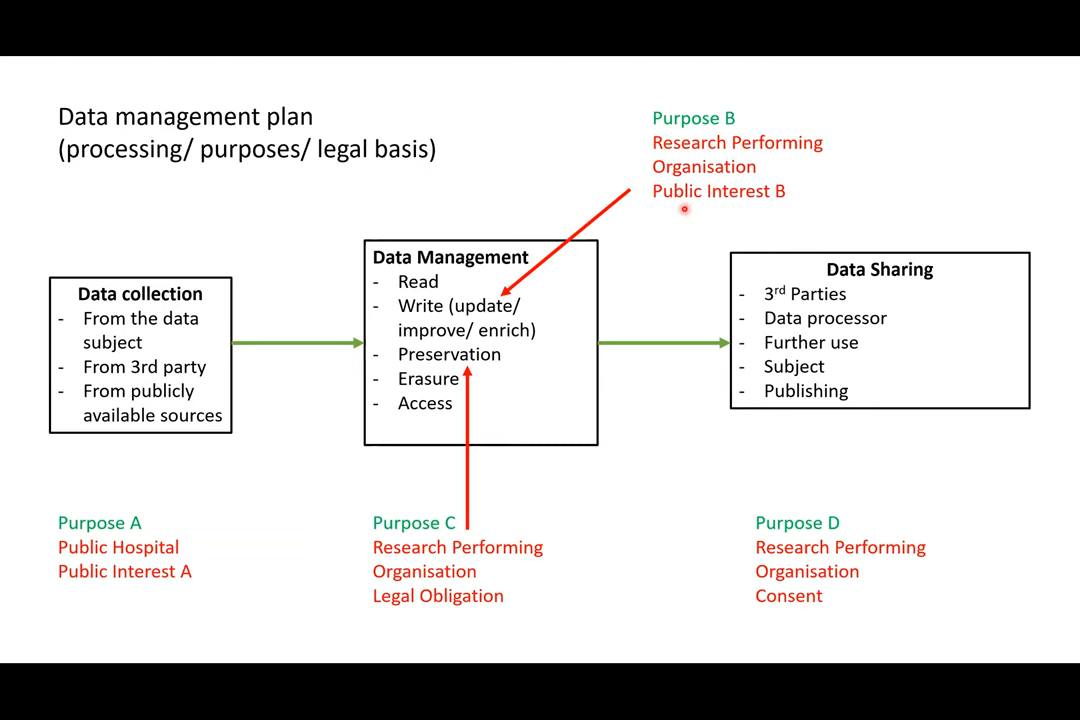 Data management plan
(processing/ purposes/ legal basis)
Purpose B
Research Performing
Organisation
Public Interest B
Data collection
- From the data
subject
- From 3rd party
- From publicly
available sources
Data Management
- Read
- Write (update/
improve/ enrich)
- Preservation
- Erasure
- Access
Data Sharing
- 3rd Parties
- Data processor
- Further use
- Subject
- Publishing
Purpose A
Public Hospital
Public Interest A
Purpose C
Research Performing
Organisation
Legal Obligation
Purpose D
Research Performing
Organisation
Consent